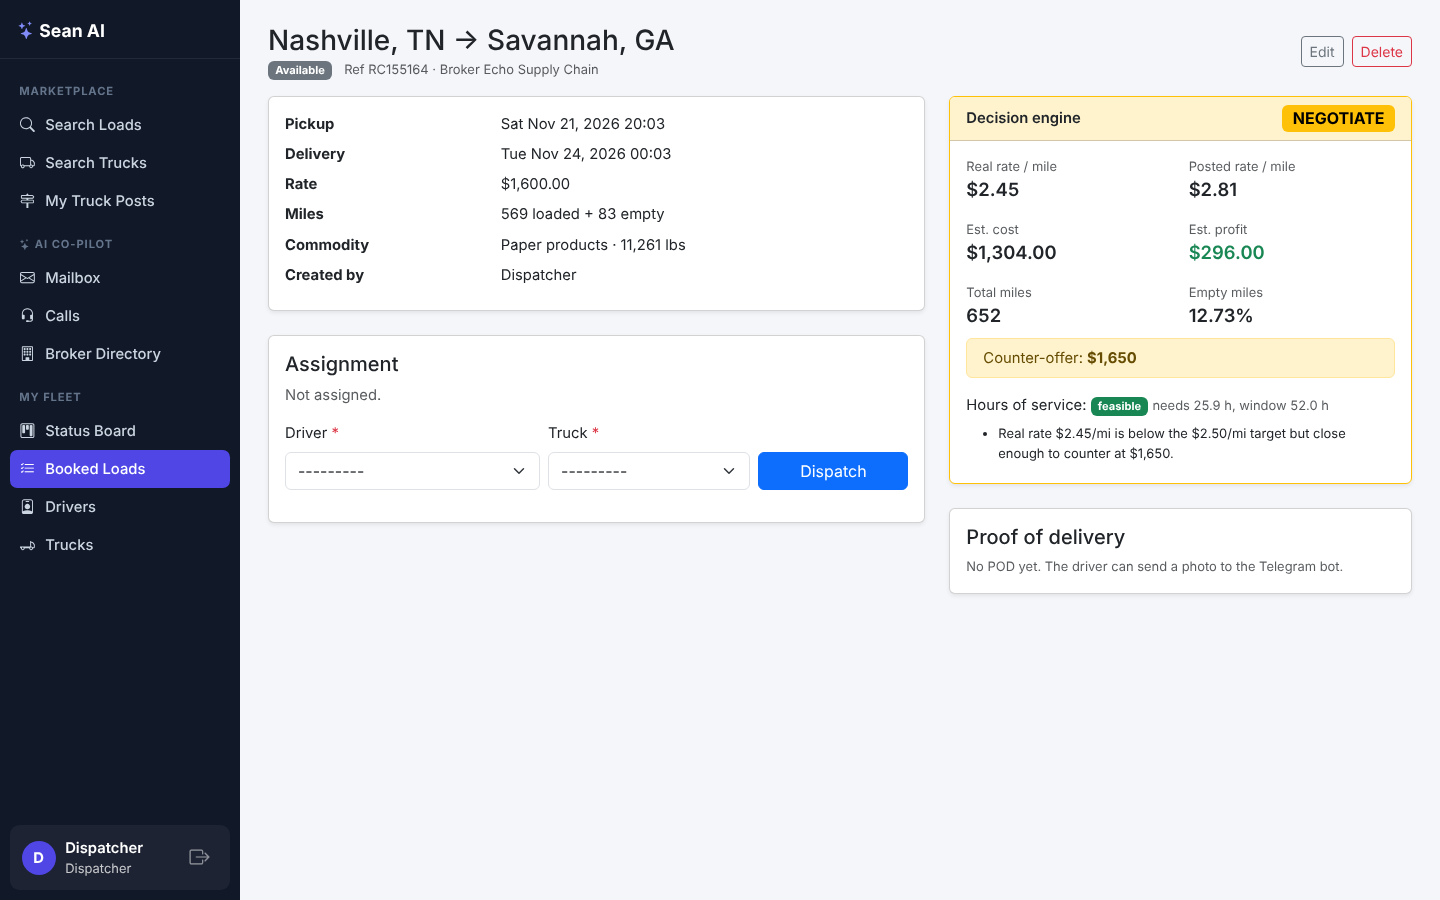 Sean AI
MARKETPLACE
Search Loads
Search Trucks
My Truck Posts
AI CO-PILOT
Mailbox
Calls
Broker Directory
MY FLEET
Status Board
Booked Loads
Drivers
Trucks
D
Dispatcher
Dispatcher
Nashville, TN → Savannah, GA
Available Ref RC155164 · Broker Echo Supply Chain
Edit
Delete
Pickup Sat Nov 21, 2026 20:03
Delivery Tue Nov 24, 2026 00:03
Rate $1,600.00
Miles 569 loaded + 83 empty
Commodity Paper products · 11,261 lbs
Created by Dispatcher
Assignment
Not assigned.
Driver * Truck *
--------- --------- Dispatch
Decision engine NEGOTIATE
Real rate / mile Posted rate / mile
$2.45 $2.81
Est. cost Est. profit
$1,304.00 $296.00
Total miles Empty miles
652 12.73%
Counter-offer: $1,650
Hours of service: feasible needs 25.9 h, window 52.0 h
• Real rate $2.45/mi is below the $2.50/mi target but close
enough to counter at $1,650.
Proof of delivery
No POD yet. The driver can send a photo to the Telegram bot.